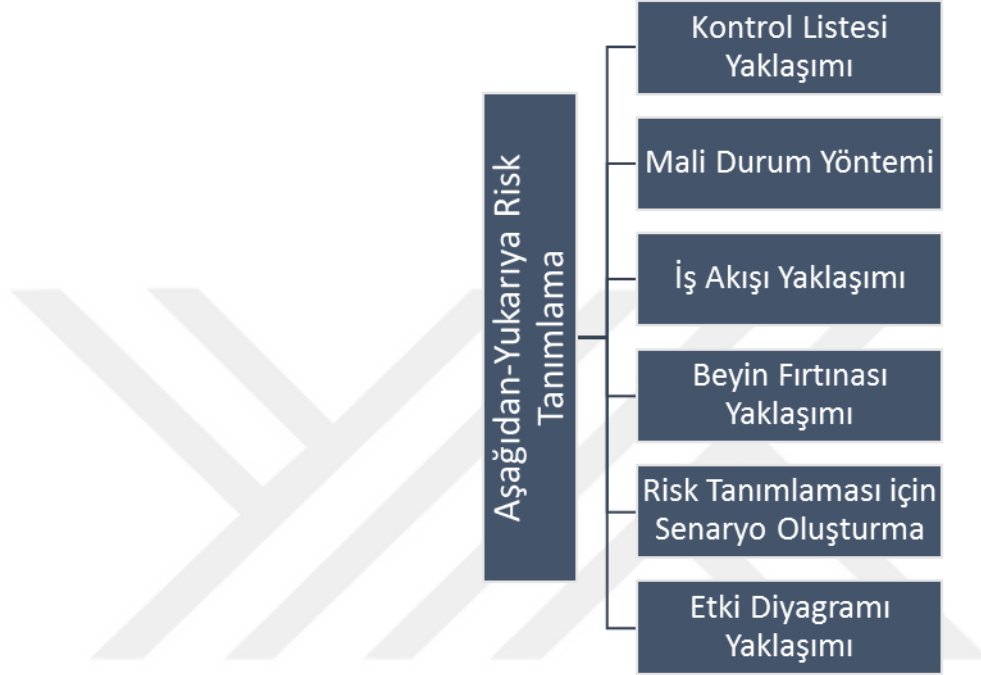 Aşağıdan-Yukarıya Risk
Tanımlama
Kontrol Listesi
Yaklaşımı
Mali Durum Yöntemi
İş Akışı Yaklaşımı
Beyin Fırtınası
Yaklaşımı
Risk Tanımlaması için
Senaryo Oluşturma
Etki Diyagramı
Yaklaşımı